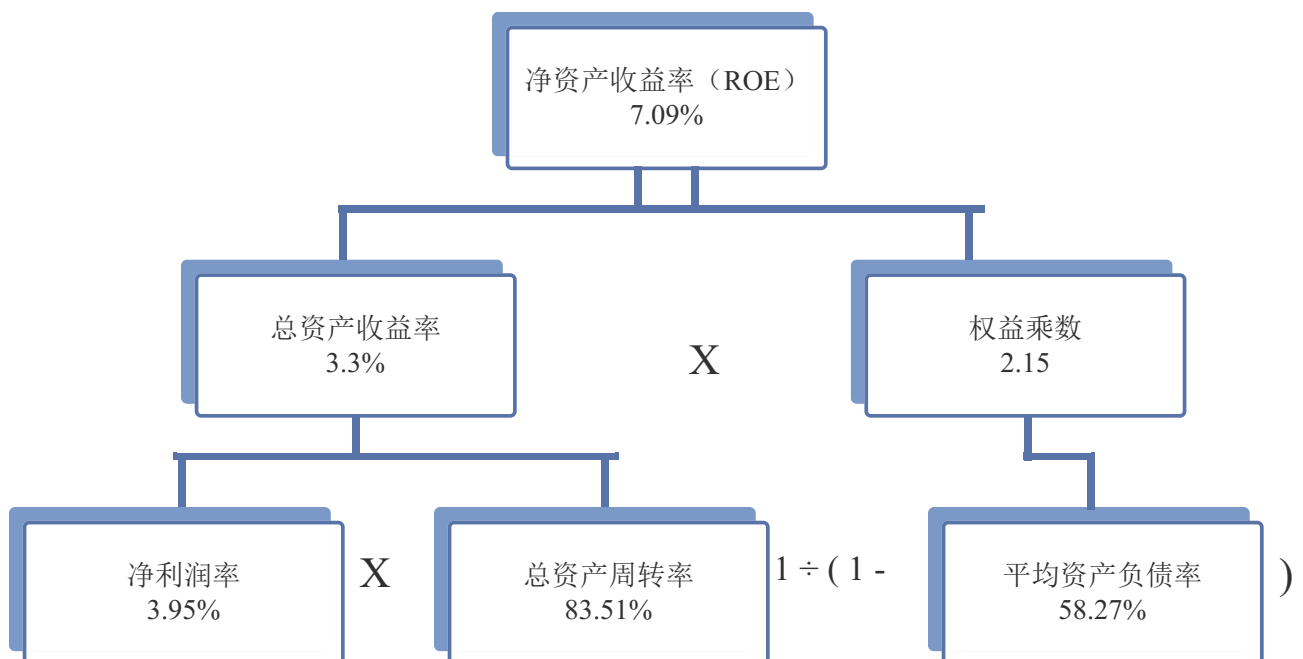 净资产收益率（ROE）
7.09%
总资产收益率
3.3%
X
权益乘数
2.15
净利润率
3.95%
X
总资产周转率
83.51%
1 ÷ ( 1 -
平均资产负债率
58.27%
)